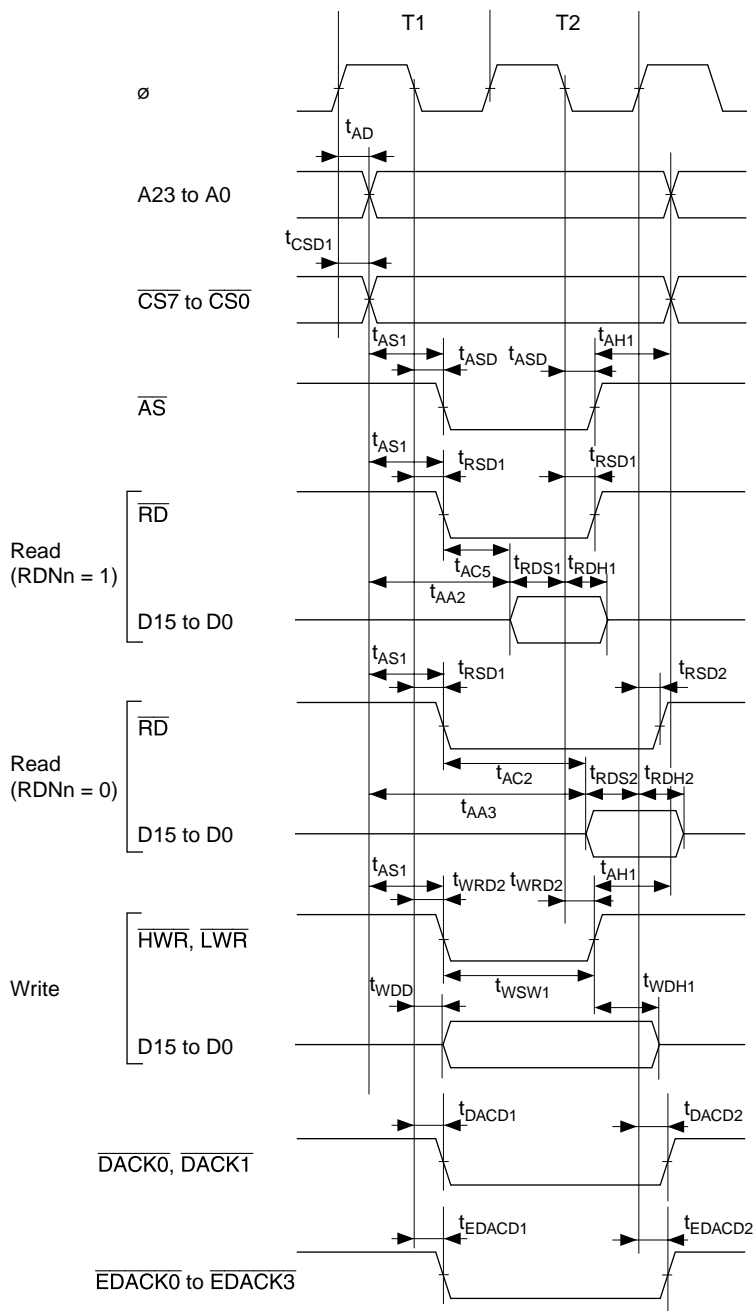 T1 T2
ø
tAD
A23 to A0
tCSD1
CS7 to CS0
tAS1 tASD tASD tAH1
AS
tAS1 tRSD1 tRSD1
RD
Read
(RDNn = 1)
tAC5 tRDS1 tRDH1
tAA2
D15 to D0
tAS1 tRSD1 tRSD2
RD
Read
(RDNn = 0)
tAC2 tRDS2 tRDH2
tAA3
D15 to D0
tAS1 tWRD2 tWRD2 tAH1
HWR, LWR
Write
tWDD tWSW1 tWDH1
D15 to D0
tDACD1 tDACD2
DACK0, DACK1
tEDACD1 tEDACD2
EDACK0 to EDACK3